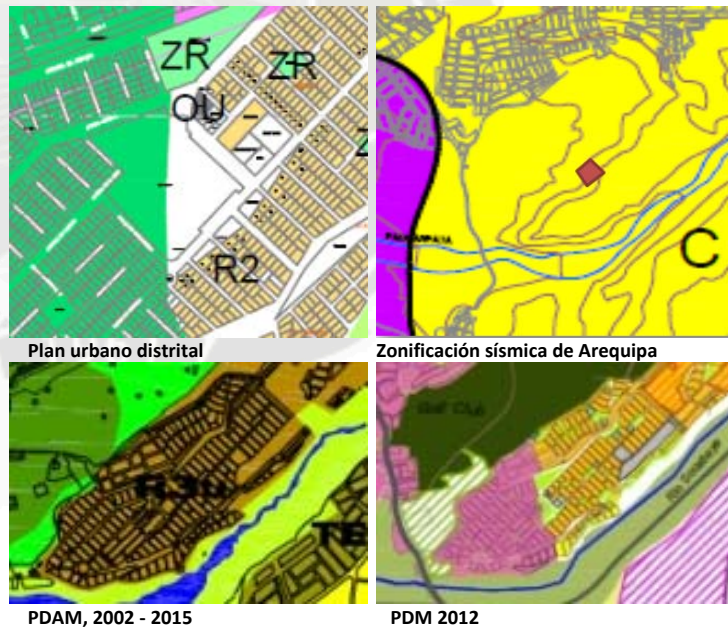 ZR
ZR
OU
R2
Plan urbano distrital
C
Zonificación sísmica de Arequipa
R3u
TE
PDAM, 2002 - 2015
Golf Club
PDM 2012